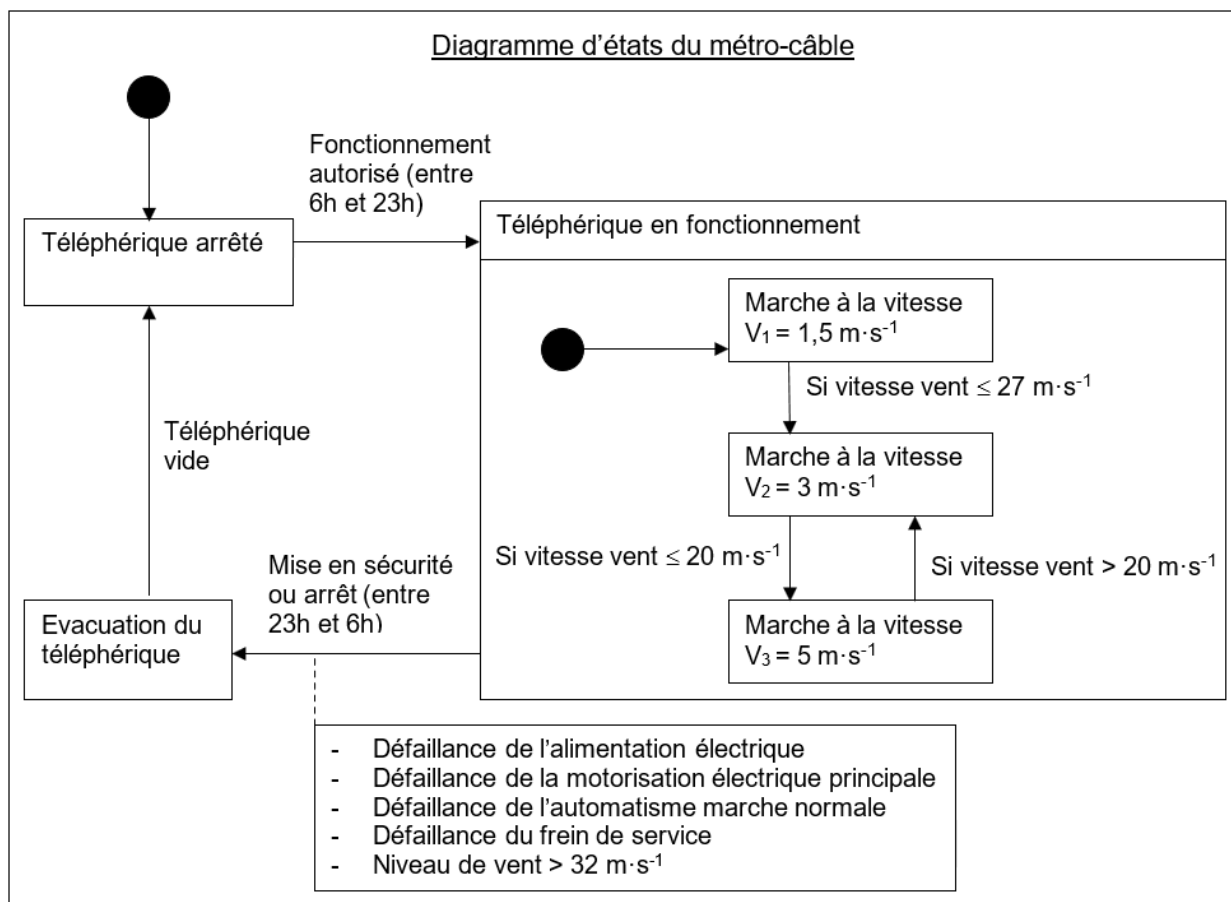 Diagramme d'états du métro-câble
Fonctionnement
autorisé (entre
6h et 23h)
Téléphérique arrêté
Téléphérique en fonctionnement
Marche à la vitesse
V₁ = 1,5 m·s⁻¹
Si vitesse vent ≤ 27 m·s⁻¹
Marche à la vitesse
V₂ = 3 m·s⁻¹
Si vitesse vent ≤ 20 m·s⁻¹
Si vitesse vent > 20 m·s⁻¹
Marche à la vitesse
V₃ = 5 m·s⁻¹
Téléphérique
vide
Mise en sécurité
ou arrêt (entre
23h et 6h)
Evacuation du
téléphérique
- Défaillance de l'alimentation électrique
- Défaillance de la motorisation électrique principale
- Défaillance de l'automatisme marche normale
- Défaillance du frein de service
- Niveau de vent > 32 m·s⁻¹